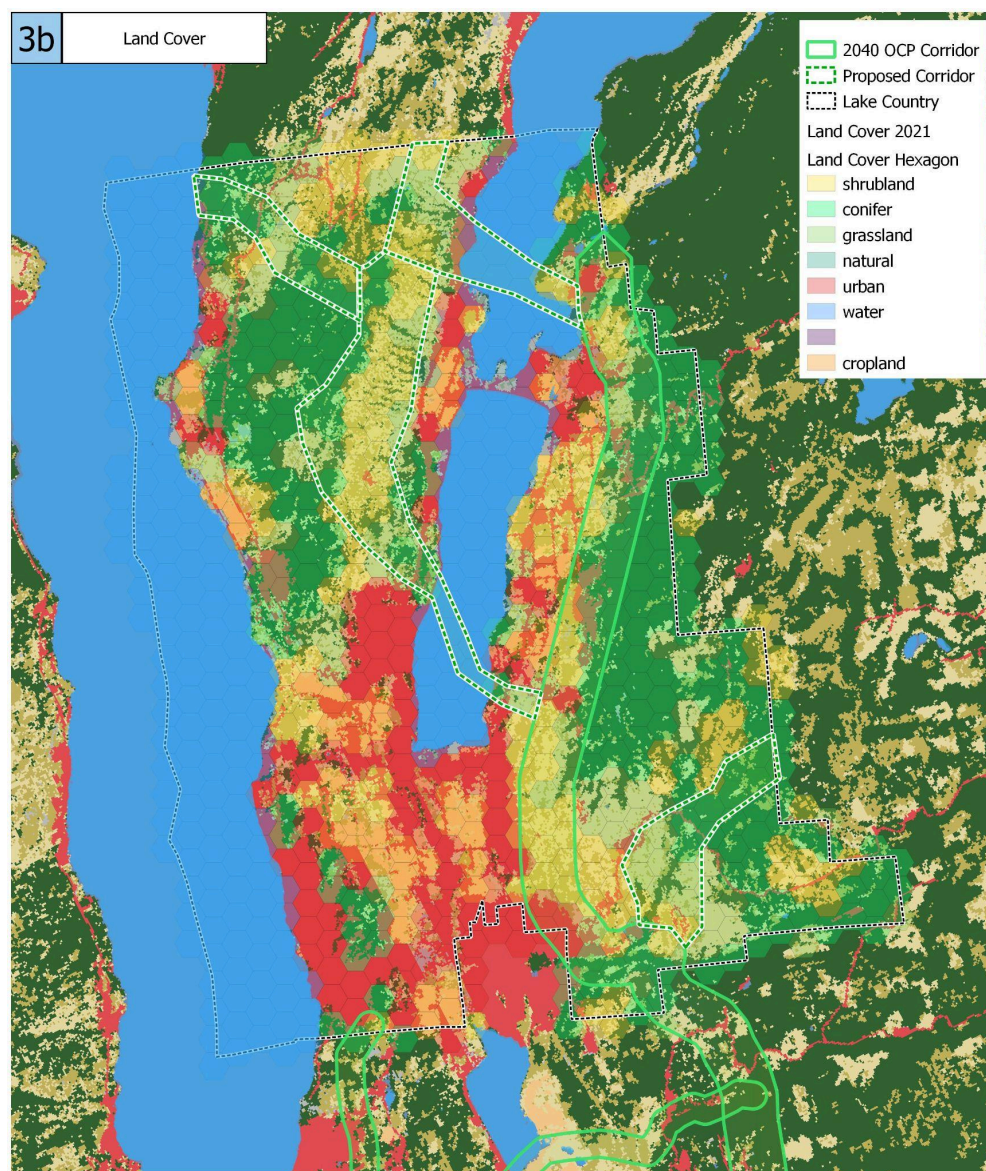 3b
Land Cover
2040 OCP Corridor
Proposed Corridor
Lake Country
Land Cover 2021
Land Cover Hexagon
shrubland
conifer
grassland
natural
urban
water
cropland